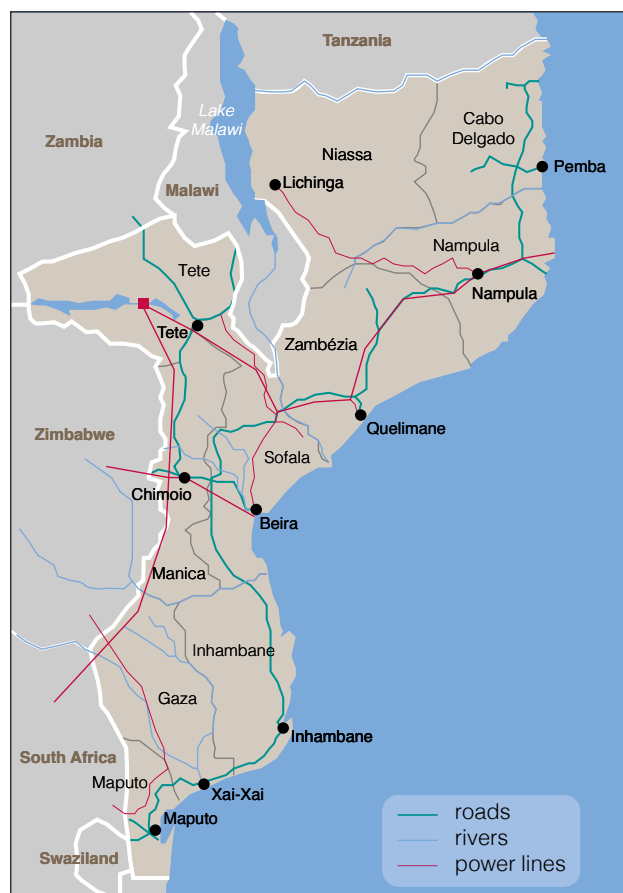 Tanzania
Lake
Malawi
Cabo
Delgado
Zambia
Niassa
Pemba
Malawi
Lichinga
Nampula
Tete
Nampula
Tete
Zambézia
Quelimane
Zimbabwe
Sofala
Chimoio
Beira
Manica
Inhambane
Gaza
Inhambane
South Africa
Maputo
Xai-Xai
Maputo
Swaziland
roads
rivers
power lines